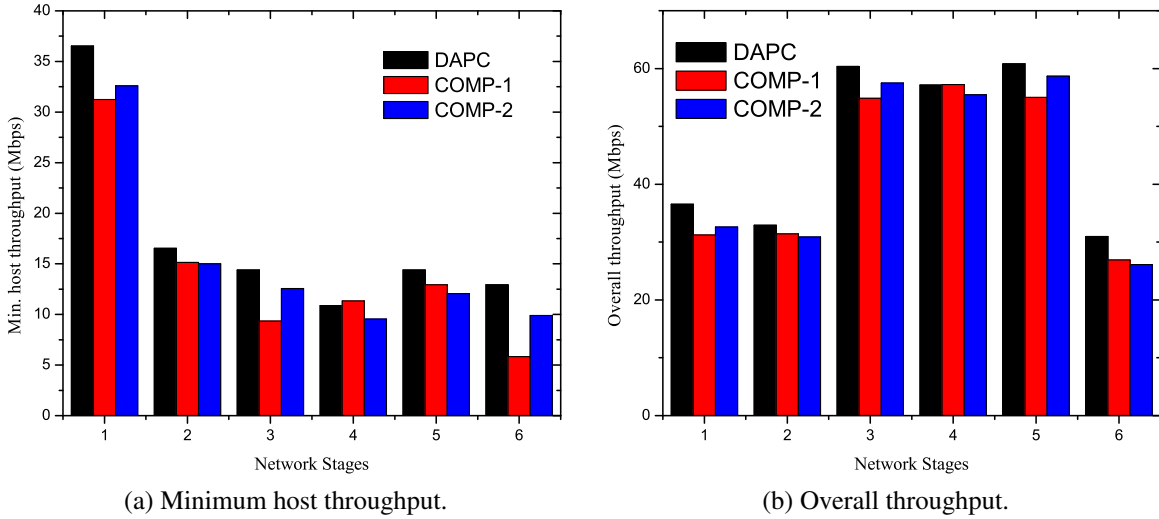 40
35
30
25
20
15
10
5
0
Min. host throughput (Mbps)
DAPC
COMP-1
COMP-2
1 2 3 4 5 6
Network Stages
(a) Minimum host throughput.
60
40
20
0
Overall throughput (Mbps)
DAPC
COMP-1
COMP-2
1 2 3 4 5 6
Network Stages
(b) Overall throughput.